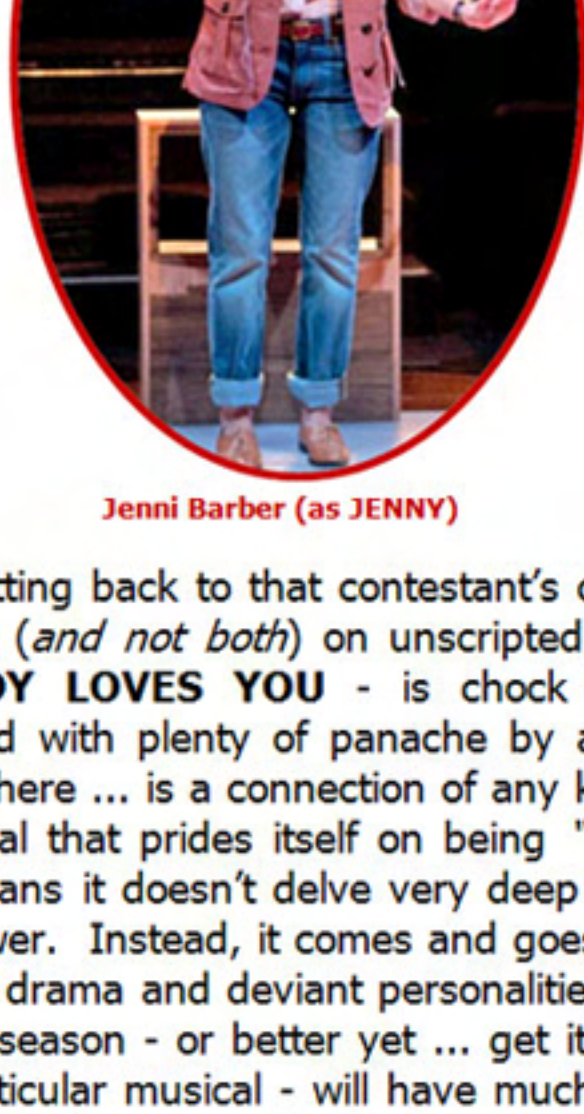 Jenni Barber (as JENNY)
tting back to that contestant's
(and not both) on unscripted
OY LOVES YOU - is chock
d with plenty of panache by a
here ... is a connection of any
al that prides itself on being "
ans it doesn't delve very deep
ver. Instead, it comes and goes
drama and deviant personalitie
season - or better yet ... get it
ticular musical - will have much